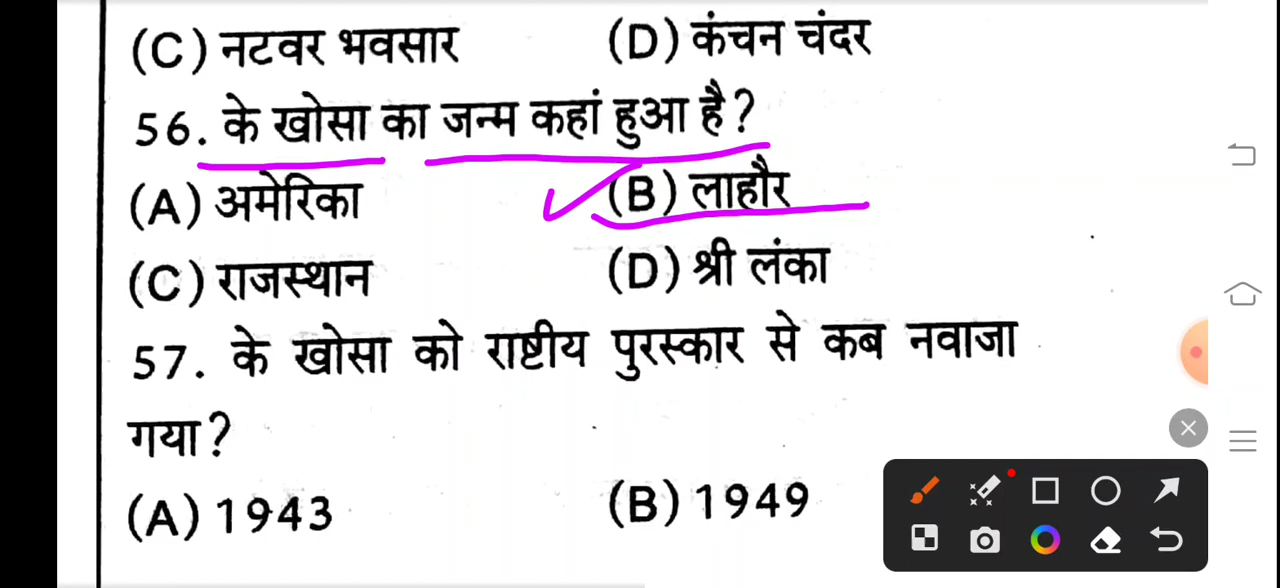 (C) नटवर भवसार (D) कंचन चंदर
56. के खोसा का जन्म कहां हुआ है?
(A) अमेरिका (B) लाहौर
(C) राजस्थान (D) श्री लंका
57. के खोसा को राष्टीय पुरस्कार से कब नवाजा
गया?
(A) 1943 (B) 1949